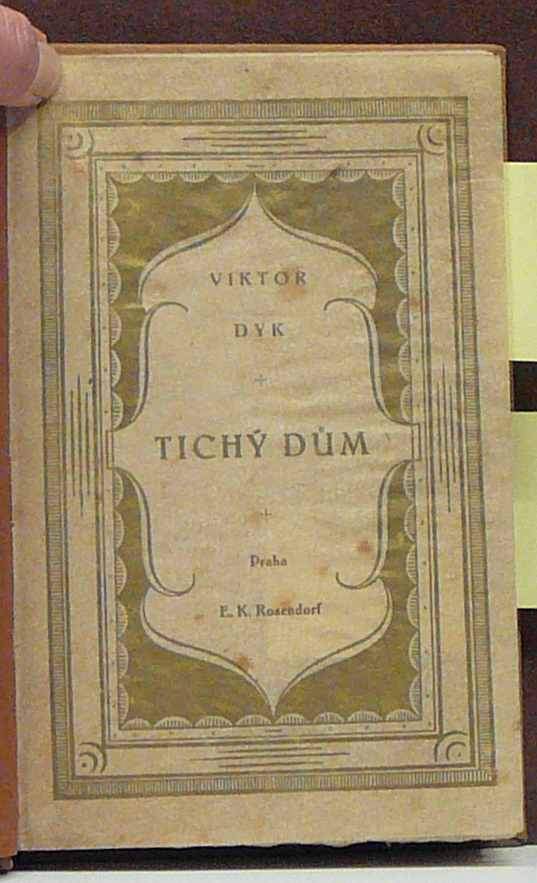 VIKTOR
DYK
+
TICHÝ DŮM
+
Praha
E. K. Rosendorf